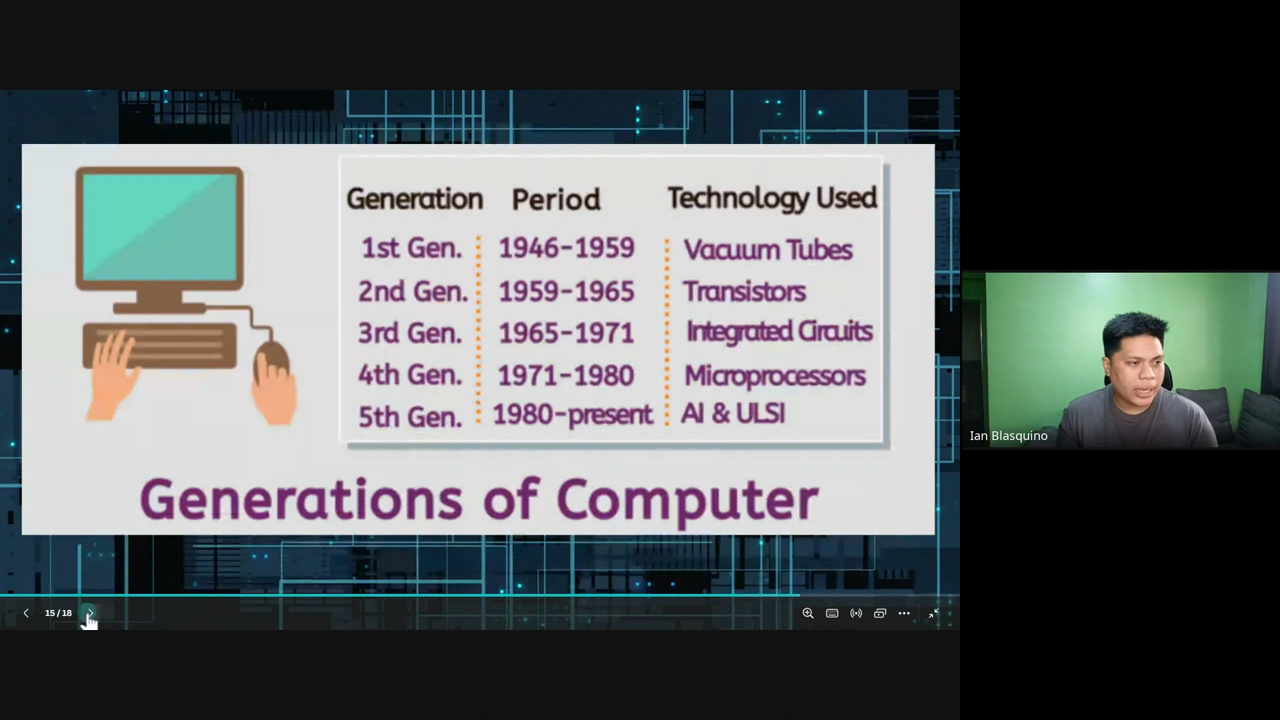 Generation Period Technology Used
1st Gen. 1946-1959 Vacuum Tubes
2nd Gen. 1959-1965 Transistors
3rd Gen. 1965-1971 Integrated Circuits
4th Gen. 1971-1980 Microprocessors
5th Gen. 1980-present AI & ULSI
Generations of Computer
15 / 18
Ian Blasquino